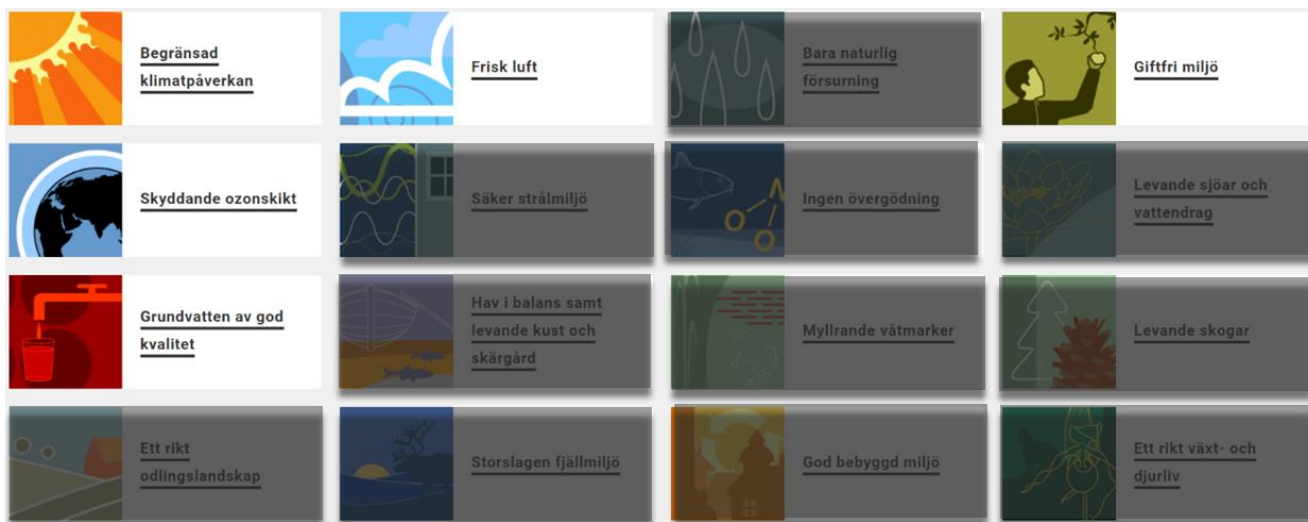 Begränsad
klimatpåverkan
Frisk luft
Bara naturlig
försurning
Giftfri miljö
Skyddande ozonskikt
Säker strålmiljö
Ingen övergödning
Levande sjöar och
vattendrag
Grundvatten av god
kvalitet
Hav i balans samt
levande kust och
skärgård
Myllrande våtmarker
Levande skogar
Ett rikt
odlingslandskap
Storslagen fjällmiljö
God bebyggd miljö
Ett rikt växt- och
djurliv